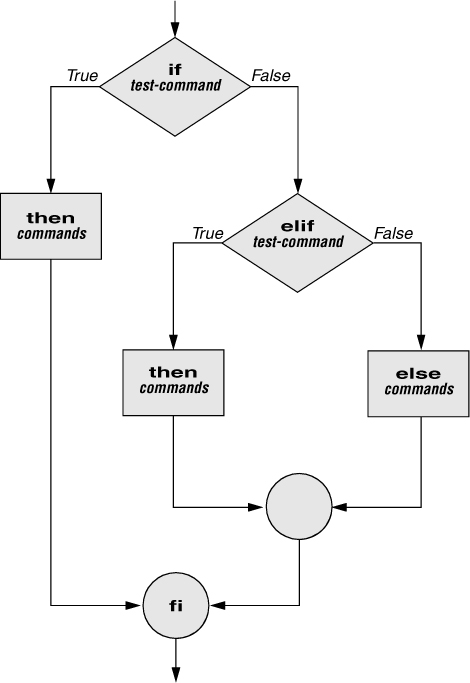 if
test-command
True
False
then
commands
elif
test-command
True
False
then
commands
else
commands
fi